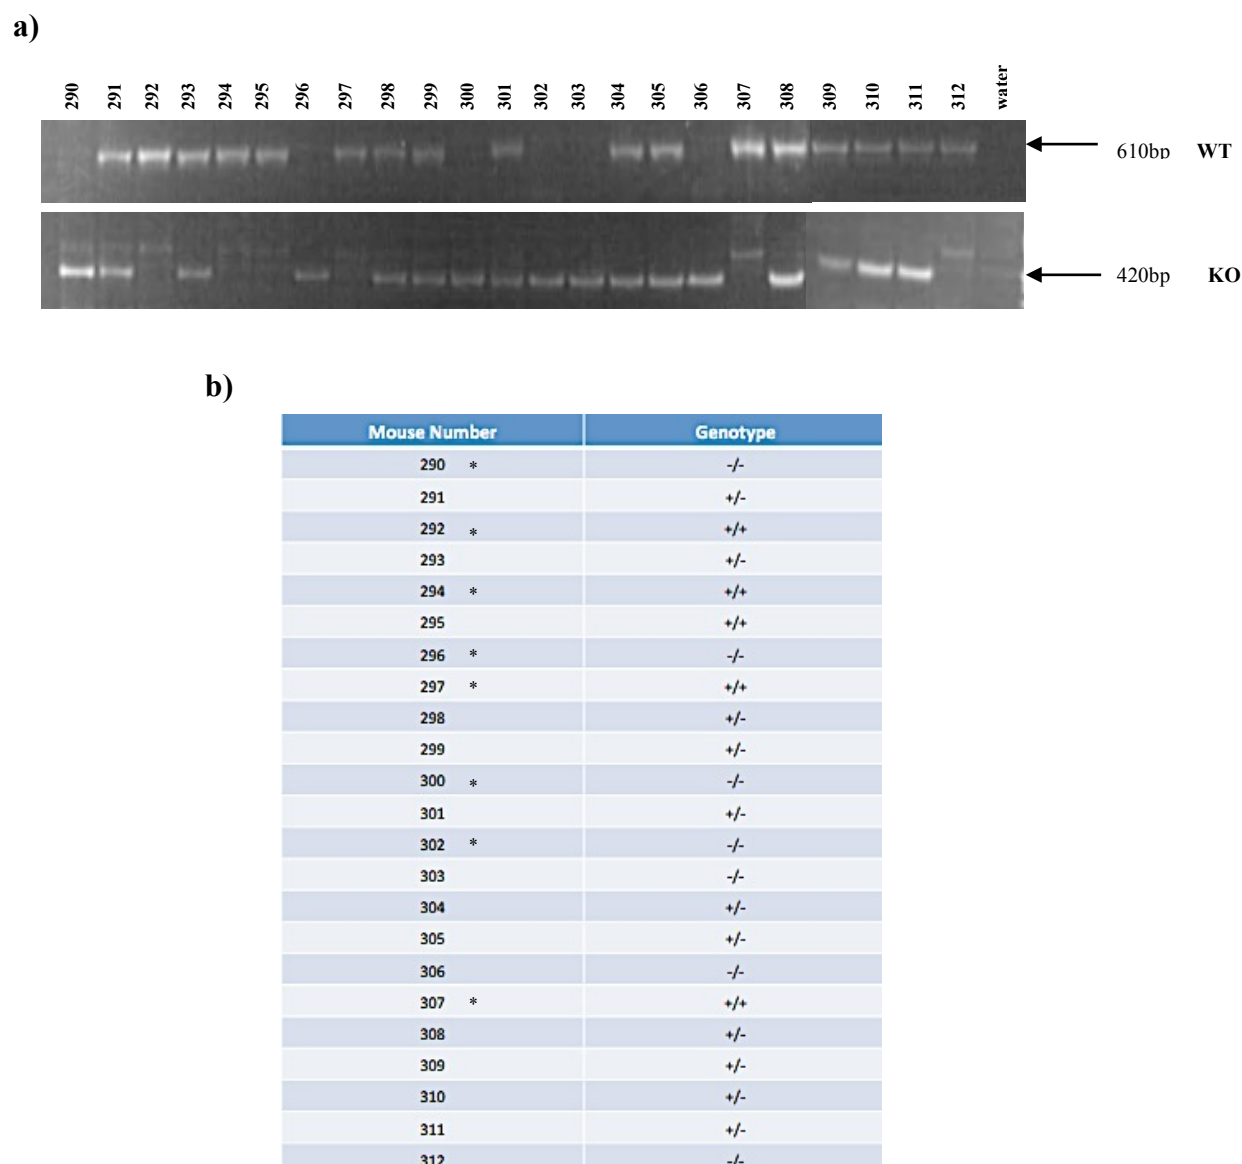 a)
290 291 292 293 294 295 296 297 298 299 300 301 302 303 304 305 306 307 308 309 310 311 312 water
610bp WT
420bp KO
b)
Mouse Number Genotype
290 * -/-
291 +/-
292 * +/+
293 +/-
294 * +/+
295 +/+
296 * -/-
297 * +/+
298 +/-
299 +/-
300 * -/-
301 +/-
302 * -/-
303 -/-
304 +/-
305 +/-
306 -/-
307 * +/+
308 +/-
309 +/-
310 +/-
311 +/-
312 -/-